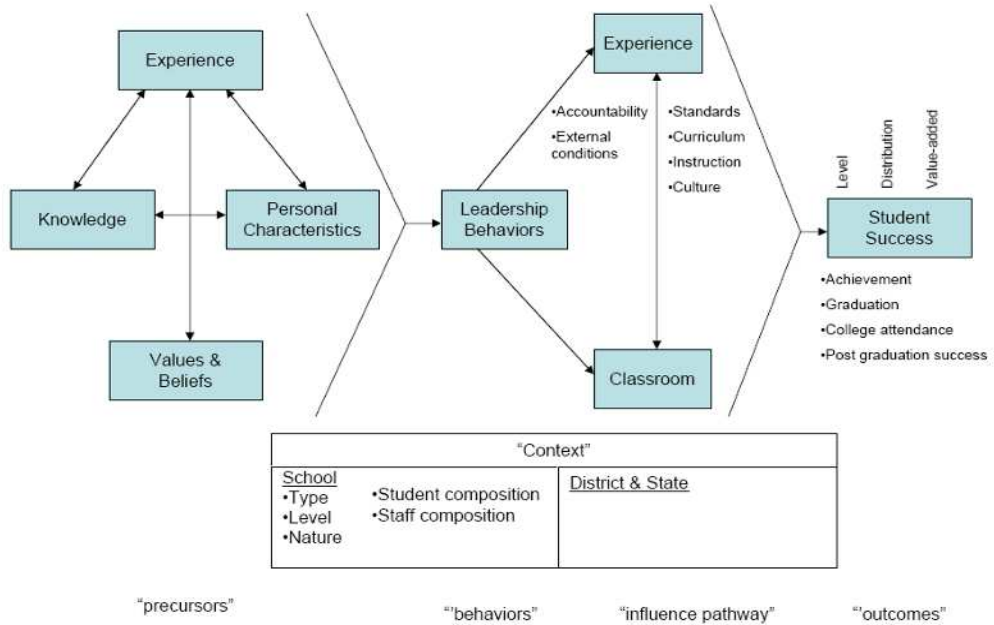 Experience
Knowledge
Personal
Characteristics
Values &
Beliefs
Leadership
Behaviors
Experience
•Accountability
•External
conditions
•Standards
•Curriculum
•Instruction
•Culture
Classroom
Level
Distribution
Value-added
Student
Success
•Achievement
•Graduation
•College attendance
•Post graduation success
“Context”
School
•Type
•Level
•Nature
•Student composition
•Staff composition
District & State
“precursors”
“’behaviors”
“influence pathway”
“’outcomes”